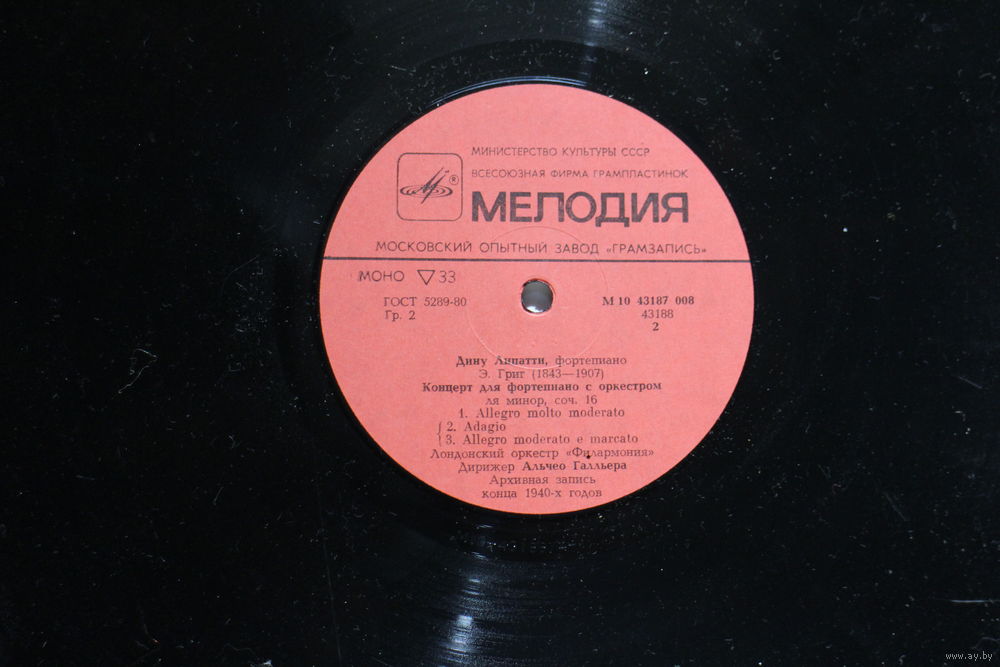 МИНИСТЕРСТВО КУЛЬТУРЫ СССР
ВСЕСОЮЗНАЯ ФИРМА ГРАМПЛАСТИНОК
®
МЕЛОДИЯ
МОСКОВСКИЙ ОПЫТНЫЙ ЗАВОД «ГРАМЗАПИСЬ»
МОНО ▽ 33
ГОСТ 5289-80 М 10 43187 008
Гр. 2 43188
2
Дину Липатти, фортепиано
Э. Григ (1843—1907)
Концерт для фортепиано с оркестром
ля минор, соч. 16
1. Allegro molto moderato
2. Adagio
3. Allegro moderato e marcato
Лондонский оркестр «Филармония»
Дирижер Альчео Галльера
Архивная запись
конца 1940-х годов
www.ay.by